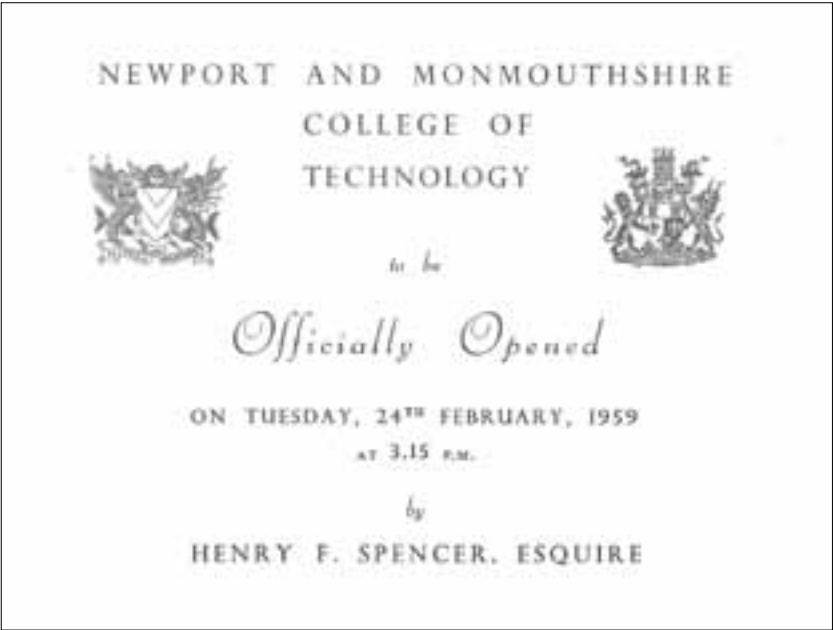 NEWPORT AND MONMOUTHSHIRE
COLLEGE OF
TECHNOLOGY
to be
Officially Opened
ON TUESDAY, 24TH FEBRUARY, 1959
AT 3.15 P.M.
by
HENRY F. SPENCER, ESQUIRE